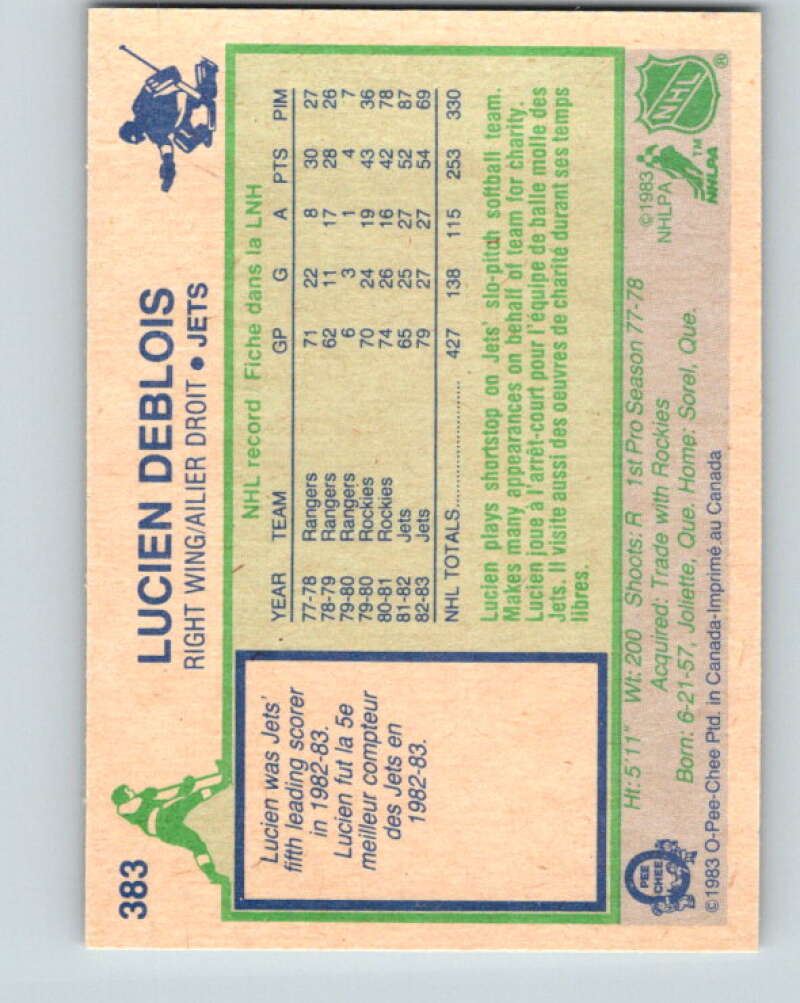 383
LUCIEN DEBLOIS
RIGHT WING/AILIER DROIT • JETS
Lucien was Jets'
fifth leading scorer
in 1982-83.
Lucien fut la 5e
meilleur compteur
des Jets en
1982-83.
NHL record Fiche dans la LNH
YEAR TEAM GP G A PTS PIM
77-78 Rangers 71 22 8 30 27
78-79 Rangers 62 11 17 28 26
79-80 Rangers 6 3 1 4 7
79-80 Rockies 70 24 19 43 36
80-81 Rockies 74 26 16 42 78
81-82 Jets 65 25 27 52 87
82-83 Jets 79 27 27 54 69
NHL TOTALS.................... 427 138 115 253 330
Lucien plays shortstop on Jets' slo-pitch softball team.
Makes many appearances on behalf of team for charity.
Lucien joue à l'arrêt-court pour l'équipe de balle molle des
Jets. Il visite aussi des oeuvres de charité durant ses temps
libres.
Ht: 5'11" Wt: 200 Shoots: R 1st Pro Season 77-78
Acquired: Trade with Rockies
Born: 6-21-57, Joliette, Que. Home: Sorel, Que.
©1983 O-Pee-Chee Ptd. in Canada-Imprimé au Canada
O
PEE
CHEE
©1983
NHLPA
NHLPA
TM
NHL
®